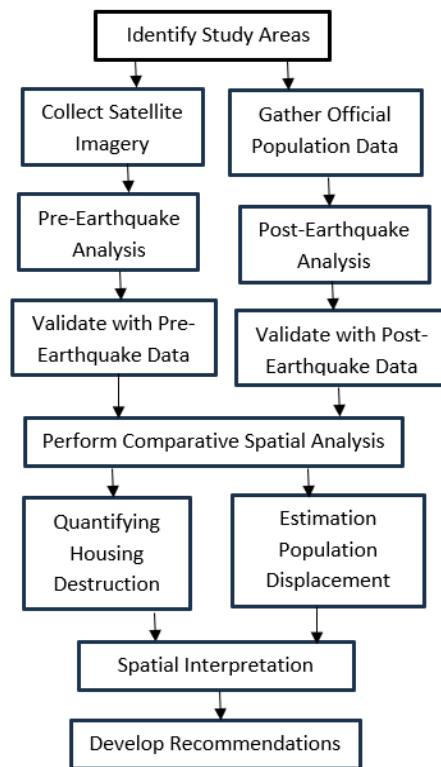 Identify Study Areas
Collect Satellite
Imagery
Gather Official
Population Data
Pre-Earthquake
Analysis
Post-Earthquake
Analysis
Validate with Pre-
Earthquake Data
Validate with Post-
Earthquake Data
Perform Comparative Spatial Analysis
Quantifying
Housing
Destruction
Estimation
Population
Displacement
Spatial Interpretation
Develop Recommendations